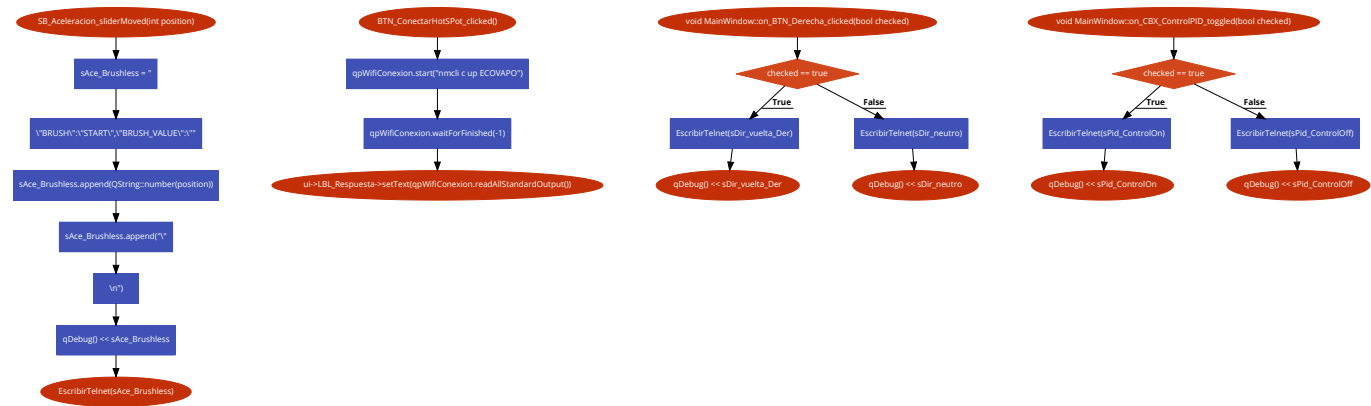 SB_Aceleracion_sliderMoved(int position)
sAce_Brushless = "
\"BRUSH\":\"START\",\"BRUSH_VALUE\":\""
sAce_Brushless.append(QString::number(position))
sAce_Brushless.append("\"
\n")
qDebug() << sAce_Brushless
EscribirTelnet(sAce_Brushless)
BTN_ConectarHotSPot_clicked()
qpWifiConexion.start("nmcli c up ECOVAPO")
qpWifiConexion.waitForFinished(-1)
ui->LBL_Respuesta->setText(qpWifiConexion.readAllStandardOutput())
void MainWindow::on_BTN_Derecha_clicked(bool checked)
checked == true
True
False
EscribirTelnet(sDir_vuelta_Der)
EscribirTelnet(sDir_neutro)
qDebug() << sDir_vuelta_Der
qDebug() << sDir_neutro
void MainWindow::on_CBX_ControlPID_toggled(bool checked)
checked == true
True
False
EscribirTelnet(sPid_ControlOn)
EscribirTelnet(sPid_ControlOff)
qDebug() << sPid_ControlOn
qDebug() << sPid_ControlOff